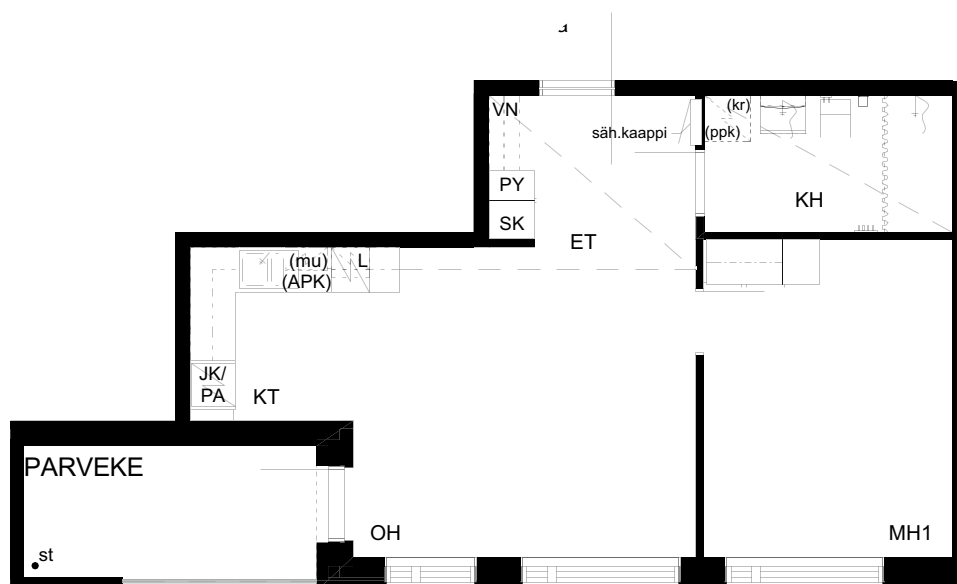 VN
säh.kaappi
(kr)
(ppk)
PY
SK
KH
ET
(mu)
(APK)
L
JK/
PA
KT
PARVEKE
OH
MH1
st